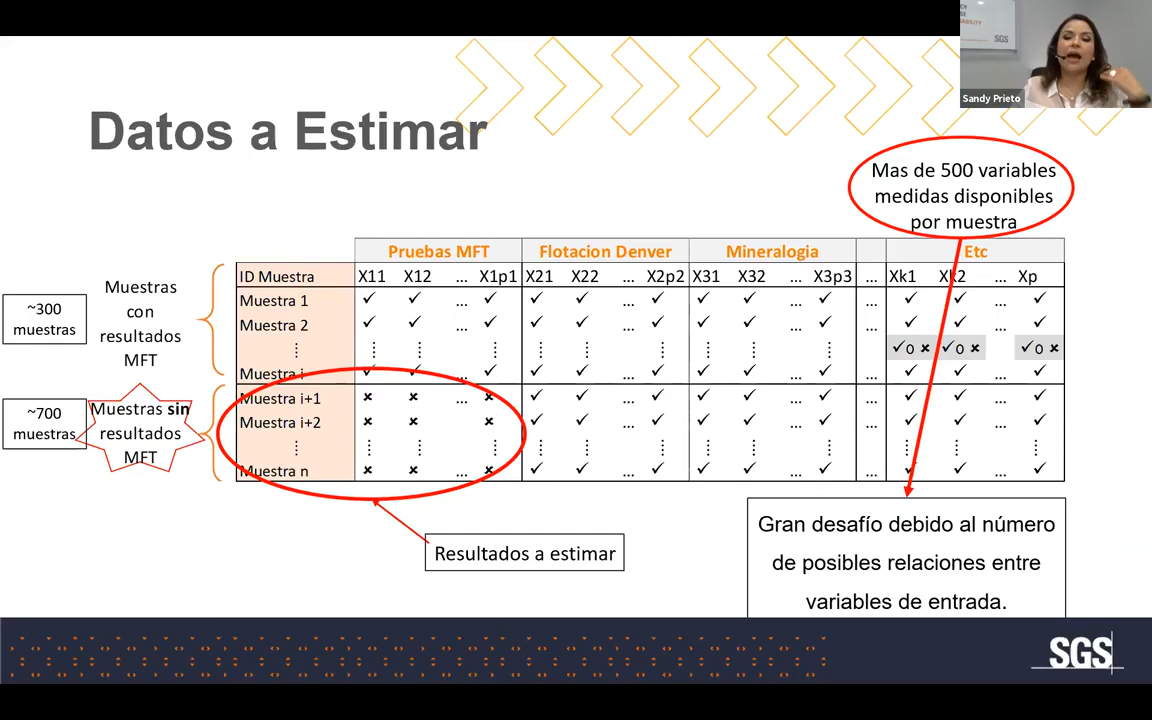 SGS
Sandy Prieto
Datos a Estimar
Mas de 500 variables
medidas disponibles
por muestra
Pruebas MFT Flotacion Denver Mineralogia Etc
ID Muestra X11 X12 ... X1p1 X21 X22 ... X2p2 X31 X32 ... X3p3 ... Xk1 Xk2 ... Xp
Muestra 1 ✓ ✓ ... ✓ ✓ ✓ ... ✓ ✓ ✓ ... ✓ ... ✓ ✓ ... ✓
Muestra 2 ✓ ✓ ... ✓ ✓ ✓ ... ✓ ✓ ✓ ... ✓ ... ✓ ✓ ... ✓
⋮ ⋮ ⋮ ⋮ ⋮ ⋮ ⋮ ⋮ ⋮ ⋮ ✓o ✘ ✓o ✘ ✓o ✘
Muestra i ✓ ✓ ... ✓ ✓ ✓ ... ✓ ✓ ✓ ... ✓ ... ✓ ✓ ... ✓
Muestra i+1 ✘ ✘ ... ✘ ✓ ✓ ... ✓ ✓ ✓ ... ✓ ... ✓ ✓ ... ✓
Muestra i+2 ✘ ✘ ✘ ✓ ✓ ... ✓ ✓ ✓ ... ✓ ... ✓ ✓ ... ✓
⋮ ⋮ ⋮ ⋮ ⋮ ⋮ ⋮ ⋮ ⋮ ⋮ ⋮ ⋮ ... ⋮
Muestra n ✘ ✘ ... ✘ ✓ ✓ ... ✓ ✓ ✓ ... ✓ ... ✓ ✓ ... ✓
~300
muestras
Muestras
con
resultados
MFT
~700
muestras
Muestras sin
resultados
MFT
Resultados a estimar
Gran desafío debido al número
de posibles relaciones entre
variables de entrada.
SGS